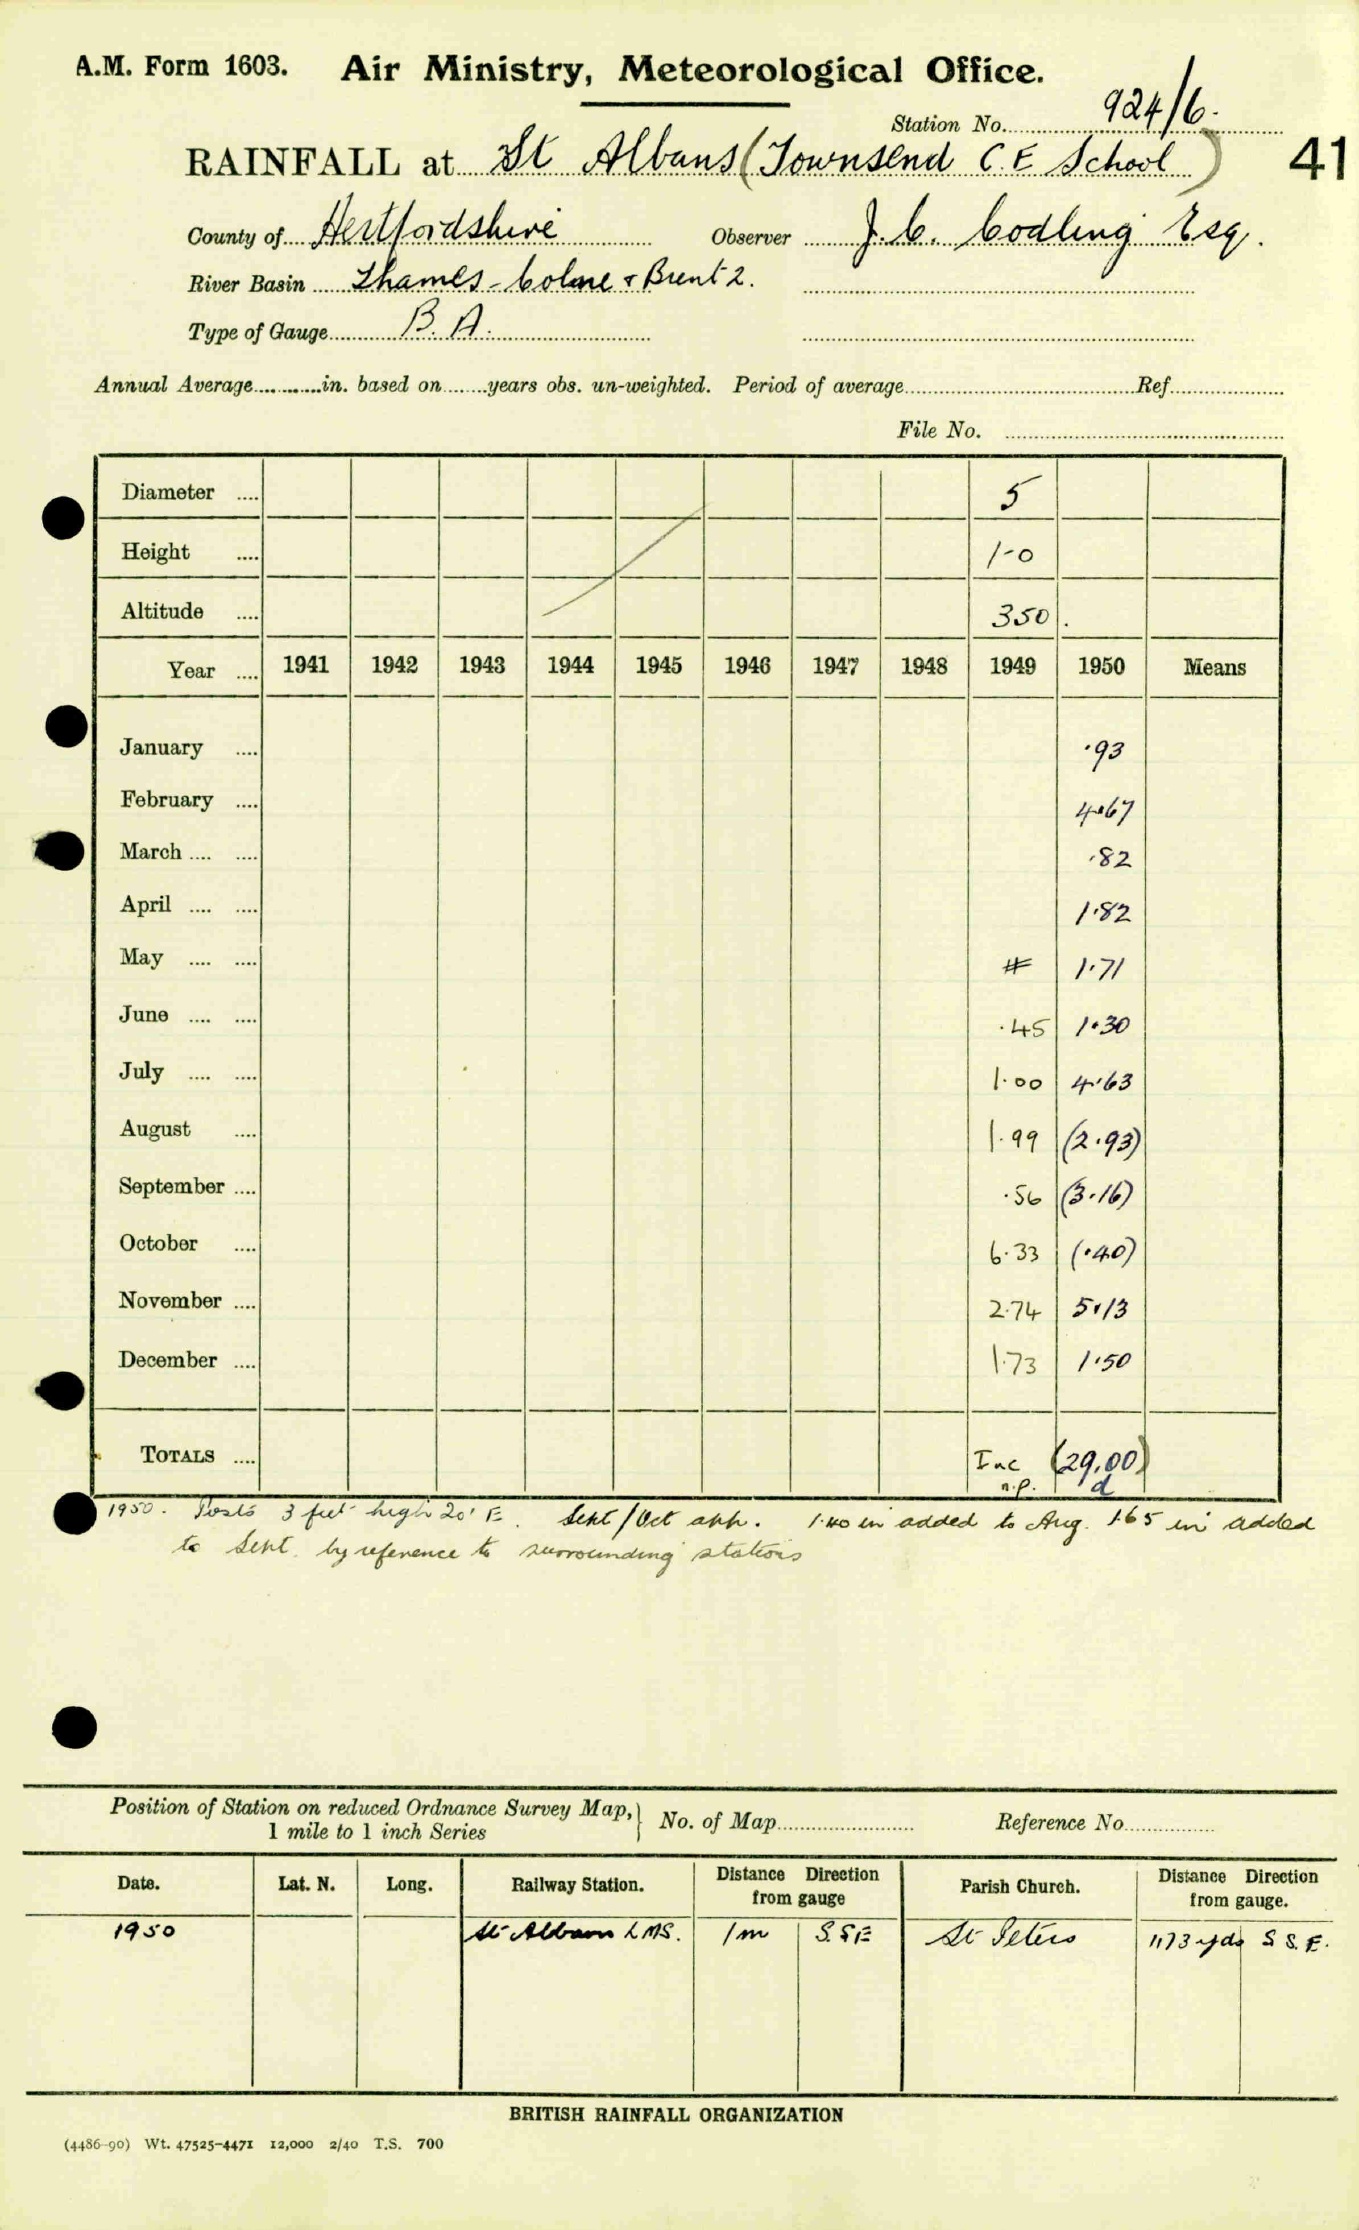 A.M. Form 1603. Air Ministry, Meteorological Office.
Station No. 924/6.
RAINFALL at St Albans (Townsend C.E School) 41
County of Hertfordshire Observer J.C. Codling Esq.
River Basin Thames - Colne & Brent 2.
Type of Gauge B.A.
Annual Average in. based on years obs. un-weighted. Period of average Ref.
File No.
Diameter 5
Height 1-0
Altitude 350.
Year 1941 1942 1943 1944 1945 1946 1947 1948 1949 1950 Means
January ·93
February 4·67
March ·82
April 1·82
May # 1·71
June ·45 1·30
July 1·00 4·63
August 1·99 (2·93)
September ·56 (3·16)
October 6·33 (·40)
November 2·74 5·13
December 1·73 1·50
TOTALS Inc (29.00)
n.p. d
1950. Posts 3 feet high 20' E. Sept/Oct app. 1·40 in added to Aug. 1·65 in added
to Sept. by reference to surrounding stations
Position of Station on reduced Ordnance Survey Map,
1 mile to 1 inch Series } No. of Map Reference No.
Date. Lat. N. Long. Railway Station. Distance Direction from gauge Parish Church. Distance Direction from gauge.
1950 St Albans LMS. 1m S.S.E St Peters 1173 yds S.S.E.
BRITISH RAINFALL ORGANIZATION
(4486-90) Wt. 47525-4471 12,000 2/40 T.S. 700